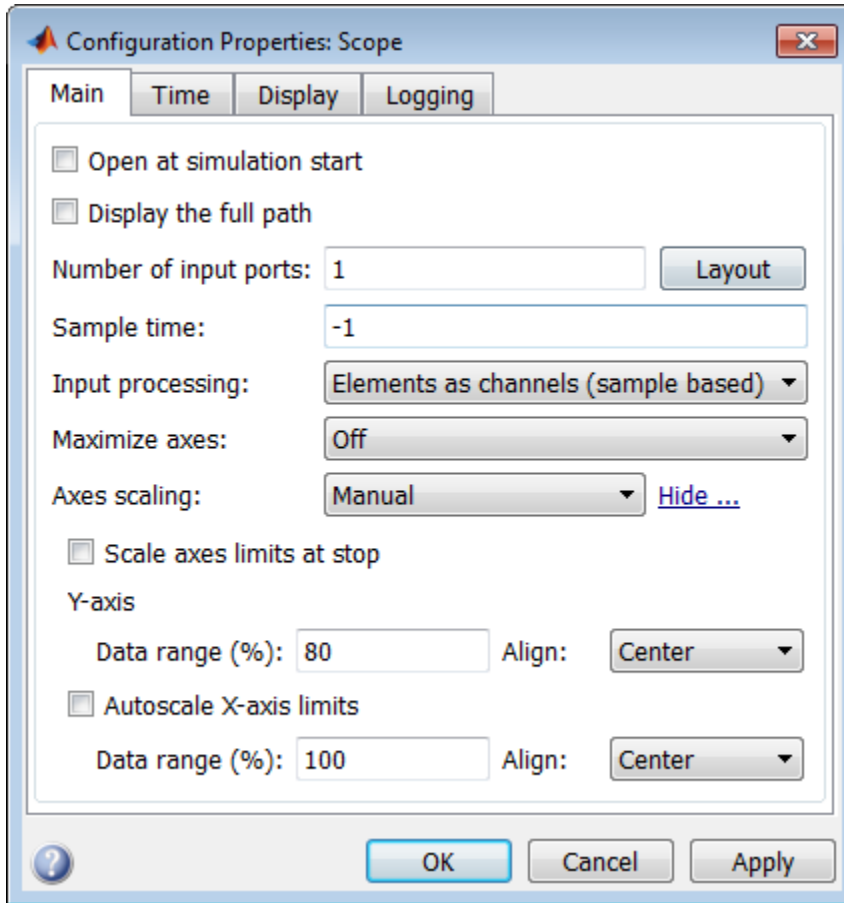 Configuration Properties: Scope
Main Time Display Logging
Open at simulation start
Display the full path
Number of input ports: 1 Layout
Sample time: -1
Input processing: Elements as channels (sample based)
Maximize axes: Off
Axes scaling: Manual Hide ...
Scale axes limits at stop
Y-axis
Data range (%): 80 Align: Center
Autoscale X-axis limits
Data range (%): 100 Align: Center
? OK Cancel Apply